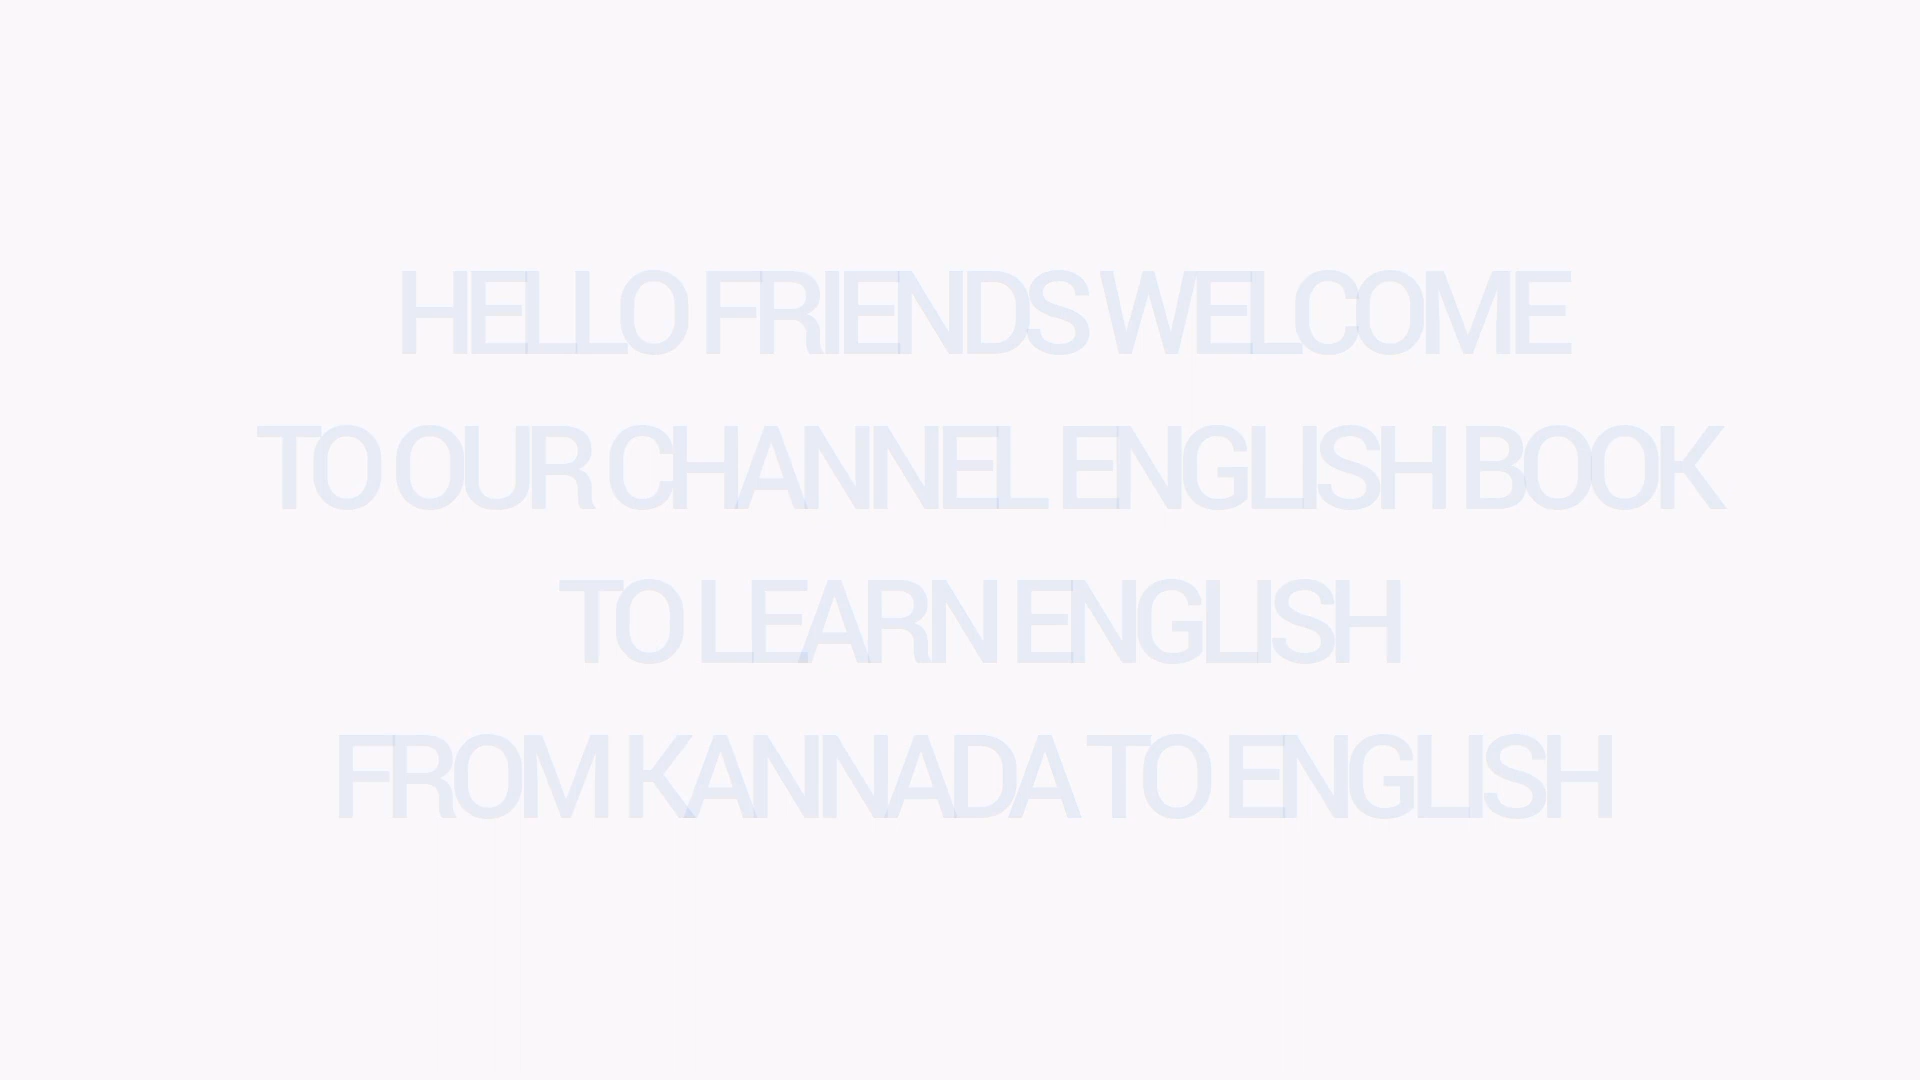 HELLO FRIENDS WELCOME
TO OUR CHANNEL ENGLISH BOOK
TO LEARN ENGLISH
FROM KANNADA TO ENGLISH